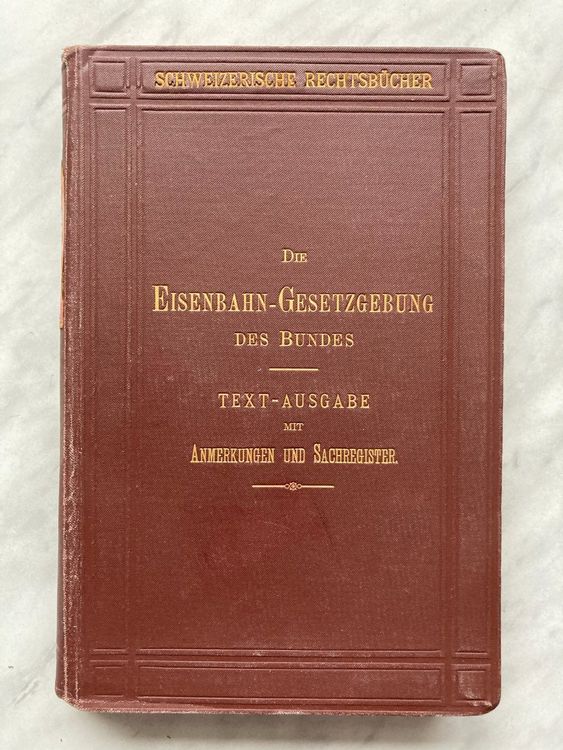 SCHWEIZERISCHE RECHTSBÜCHER
DIE
EISENBAHN-GESETZGEBUNG
DES BUNDES
TEXT-AUSGABE
MIT
ANMERKUNGEN UND SACHREGISTER.